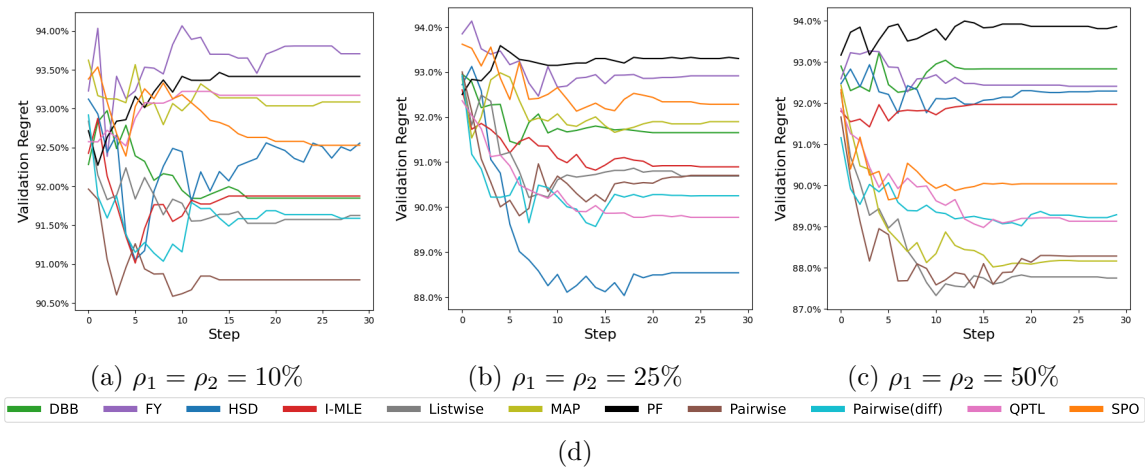 94.00%
93.50%
93.00%
92.50%
92.00%
91.50%
91.00%
90.50%
Validation Regret
0 5 10 15 20 25 30
Step
94.0%
93.0%
92.0%
91.0%
90.0%
89.0%
88.0%
Validation Regret
0 5 10 15 20 25 30
Step
94.0%
93.0%
92.0%
91.0%
90.0%
89.0%
88.0%
87.0%
Validation Regret
0 5 10 15 20 25 30
Step
(a) ρ₁ = ρ₂ = 10%
(b) ρ₁ = ρ₂ = 25%
(c) ρ₁ = ρ₂ = 50%
DBB FY HSD I-MLE Listwise MAP PF Pairwise Pairwise(diff) QPTL SPO
(d)